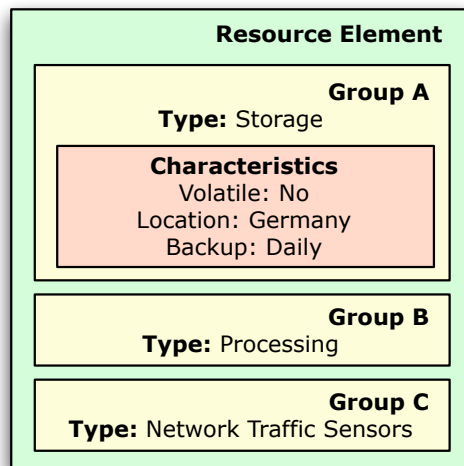 Resource Element
Group A
Type: Storage
Characteristics
Volatile: No
Location: Germany
Backup: Daily
Group B
Type: Processing
Group C
Type: Network Traffic Sensors